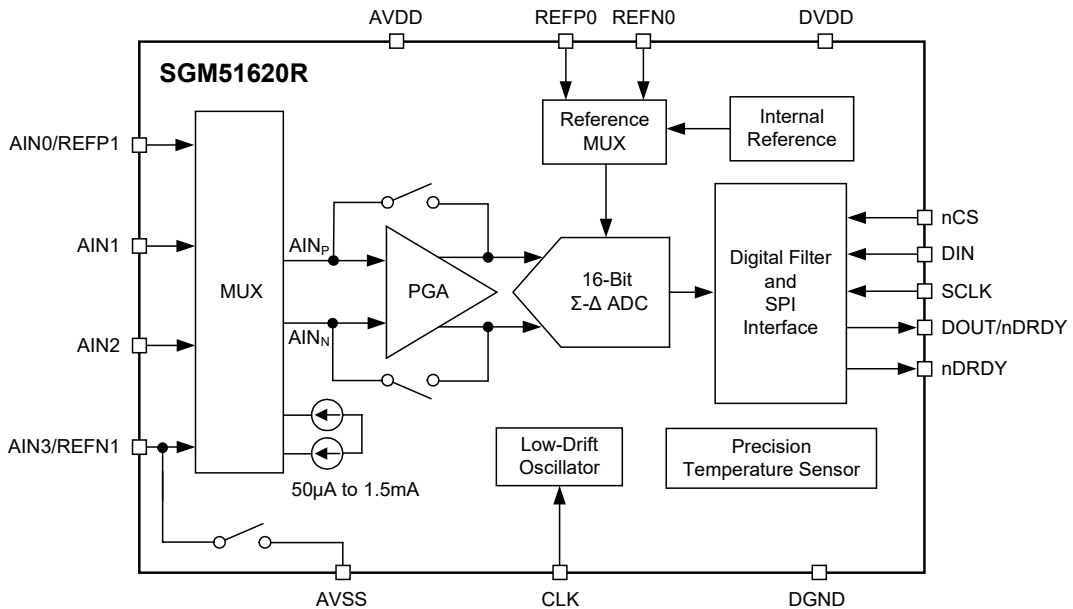 AVDD
REFP0
REFN0
DVDD
SGM51620R
AIN0/REFP1
AIN1
AIN2
AIN3/REFN1
MUX
50µA to 1.5mA
AINP
AINN
PGA
Reference
MUX
Internal
Reference
16-Bit
Σ-Δ ADC
Digital Filter
and
SPI
Interface
nCS
DIN
SCLK
DOUT/nDRDY
nDRDY
Low-Drift
Oscillator
Precision
Temperature Sensor
AVSS
CLK
DGND